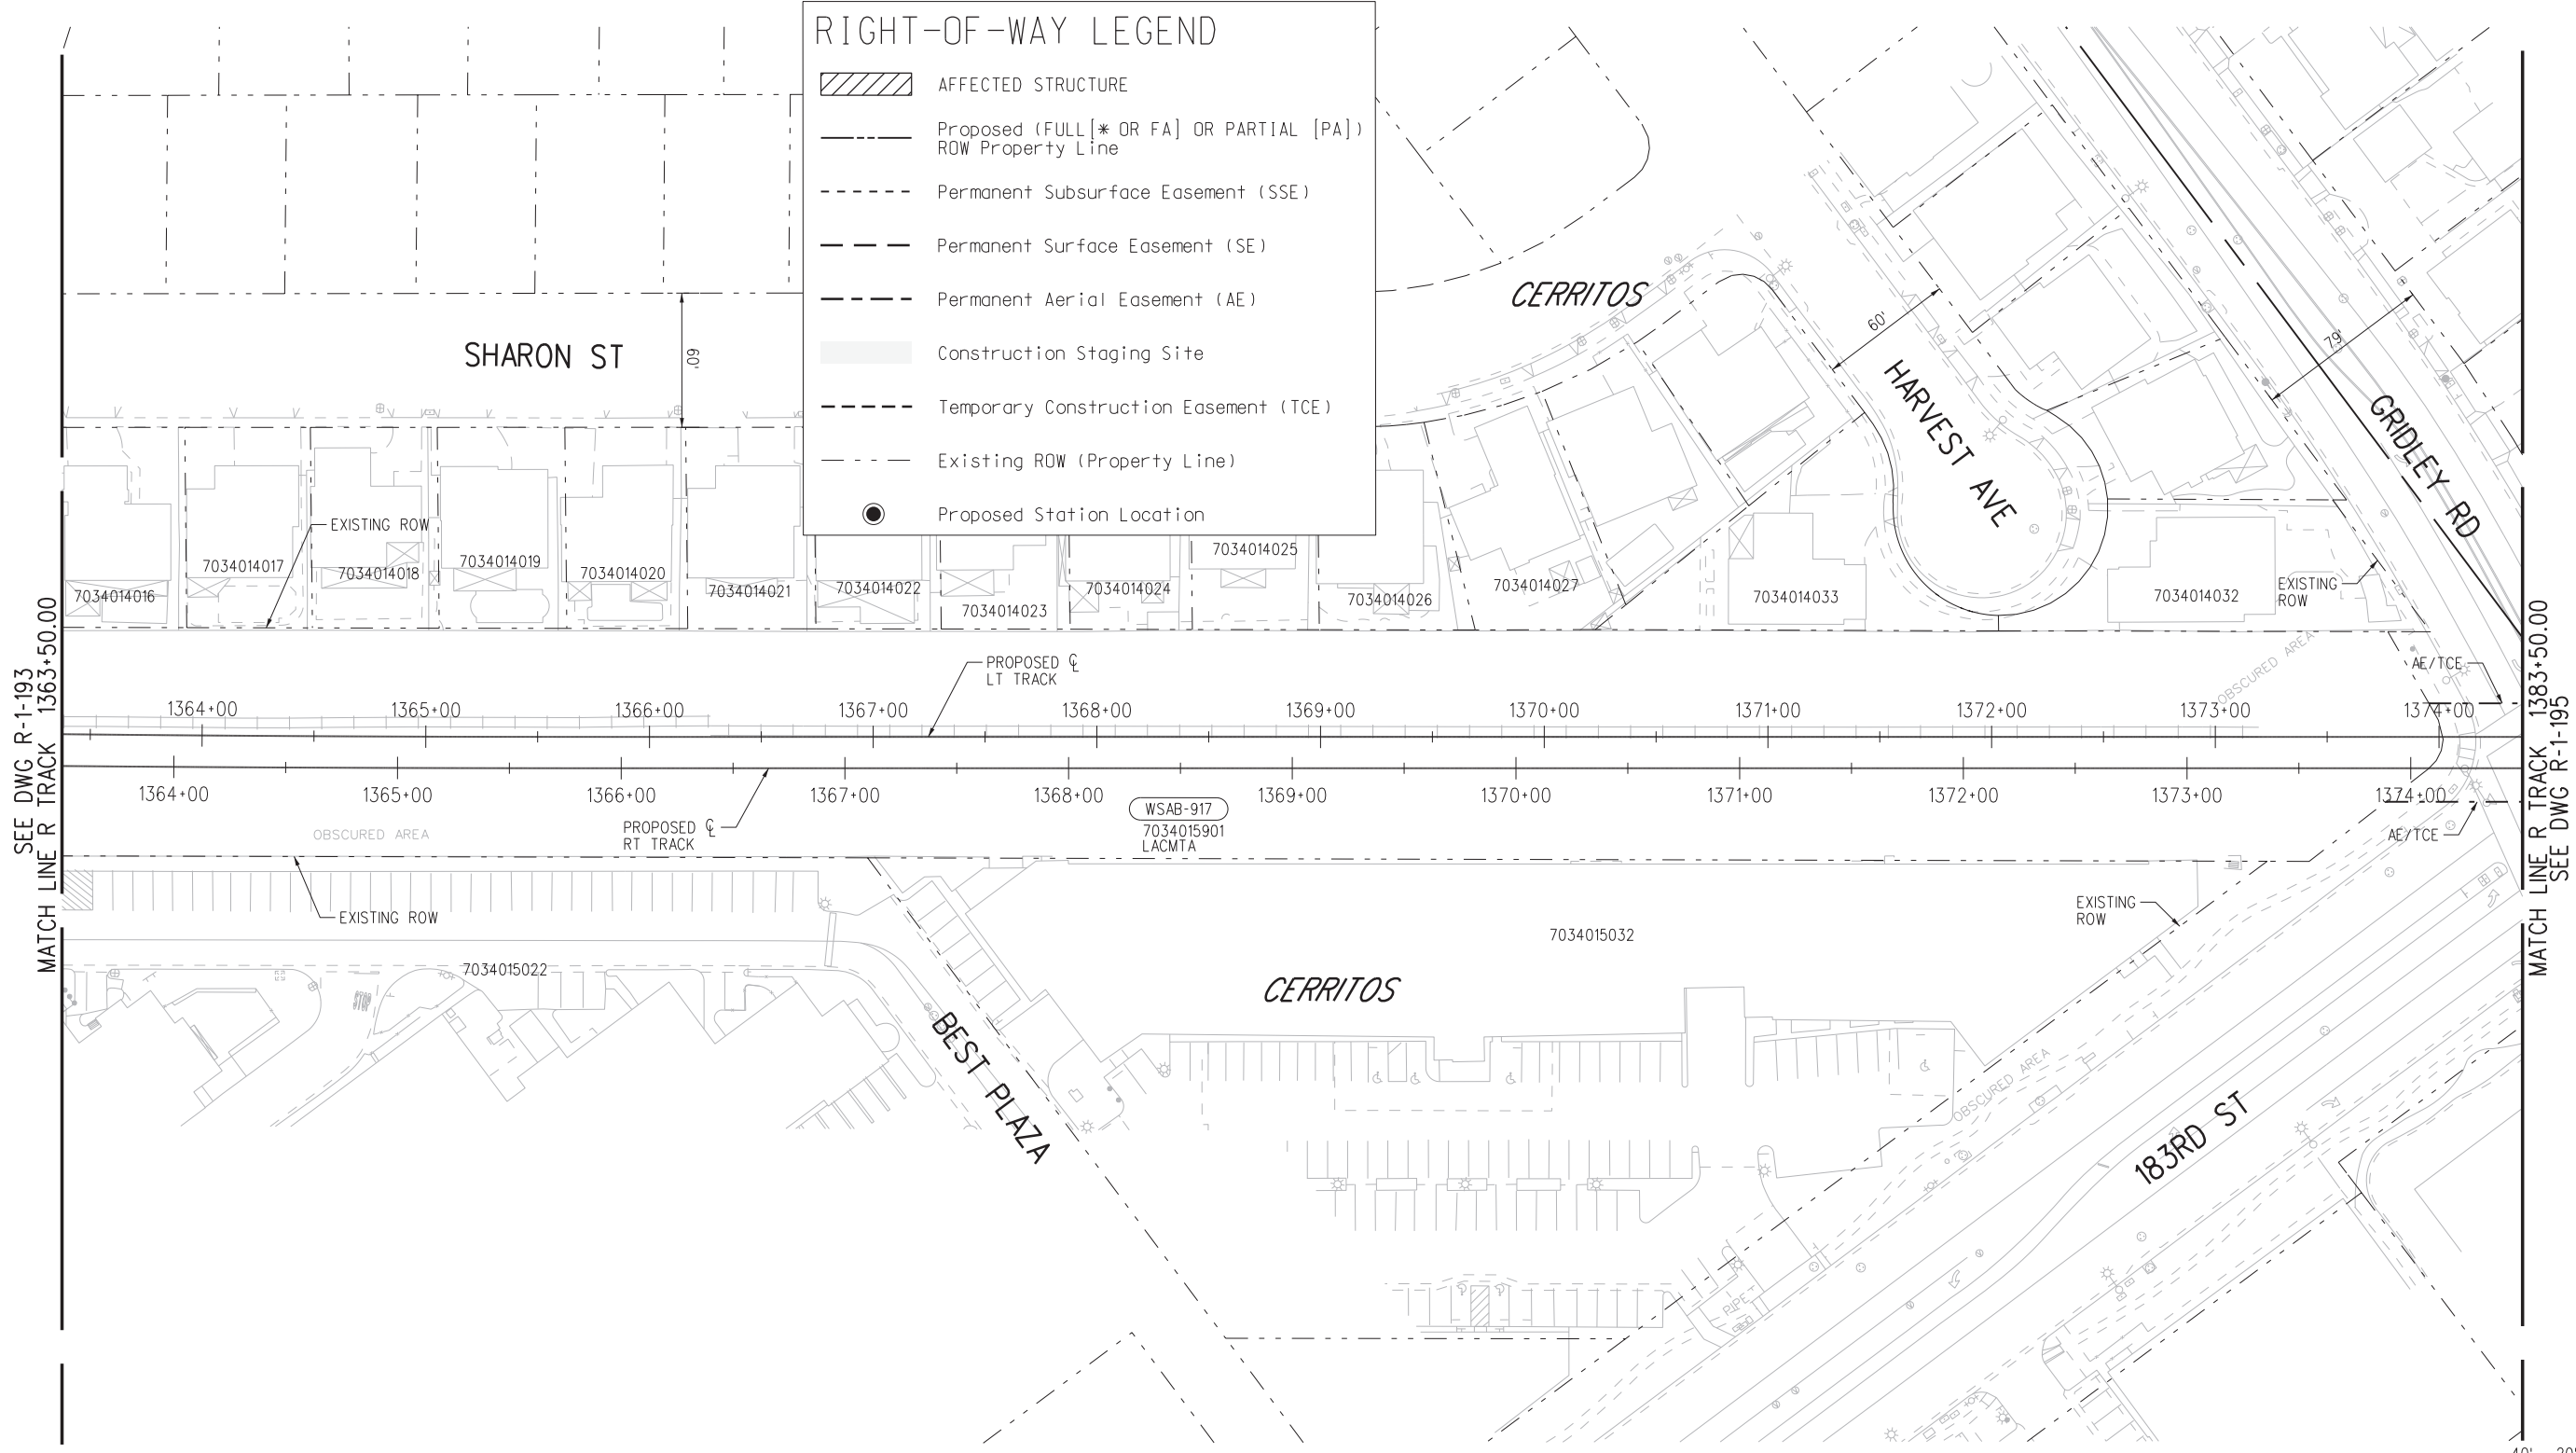 RIGHT-OF-WAY LEGEND
AFFECTED STRUCTURE
Proposed (FULL[* OR FA] OR PARTIAL [PA])
ROW Property Line
Permanent Subsurface Easement (SSE)
Permanent Surface Easement (SE)
Permanent Aerial Easement (AE)
Construction Staging Site
Temporary Construction Easement (TCE)
Existing ROW (Property Line)
Proposed Station Location
SHARON ST
60'
CERRITOS
60'
HARVEST AVE
79'
GRIDLEY RD
EXISTING ROW
7034014016
7034014017
7034014018
7034014019
7034014020
7034014021
7034014022
7034014023
7034014024
7034014025
7034014026
7034014027
7034014033
7034014032
EXISTING
ROW
OBSCURED AREA
AE/TCE
SEE DWG R-1-193
MATCH LINE R TRACK 1363+50.00
PROPOSED ℄
LT TRACK
1364+00
1365+00
1366+00
1367+00
1368+00
1369+00
1370+00
1371+00
1372+00
1373+00
1374+00
1364+00
1365+00
1366+00
1367+00
1368+00
1369+00
1370+00
1371+00
1372+00
1373+00
1374+00
MATCH LINE R TRACK 1383+50.00
SEE DWG R-1-195
OBSCURED AREA
PROPOSED ℄
RT TRACK
WSAB-917
7034015901
LACMTA
AE/TCE
EXISTING ROW
EXISTING
ROW
7034015022
7034015032
STOP
CERRITOS
BEST PLAZA
OBSCURED AREA
183RD ST
PIPE